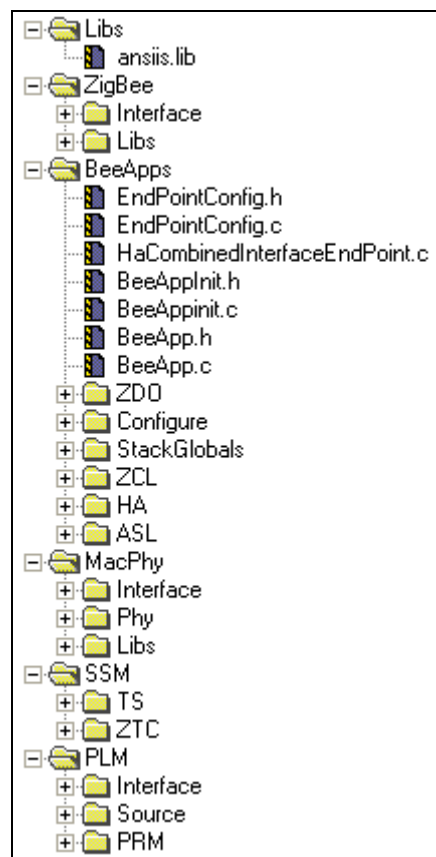 Libs
ansiis.lib
ZigBee
Interface
Libs
BeeApps
EndPointConfig.h
EndPointConfig.c
HaCombinedInterfaceEndPoint.c
BeeAppInit.h
BeeAppinit.c
BeeApp.h
BeeApp.c
ZDO
Configure
StackGlobals
ZCL
HA
ASL
MacPhy
Interface
Phy
Libs
SSM
TS
ZTC
PLM
Interface
Source
PRM